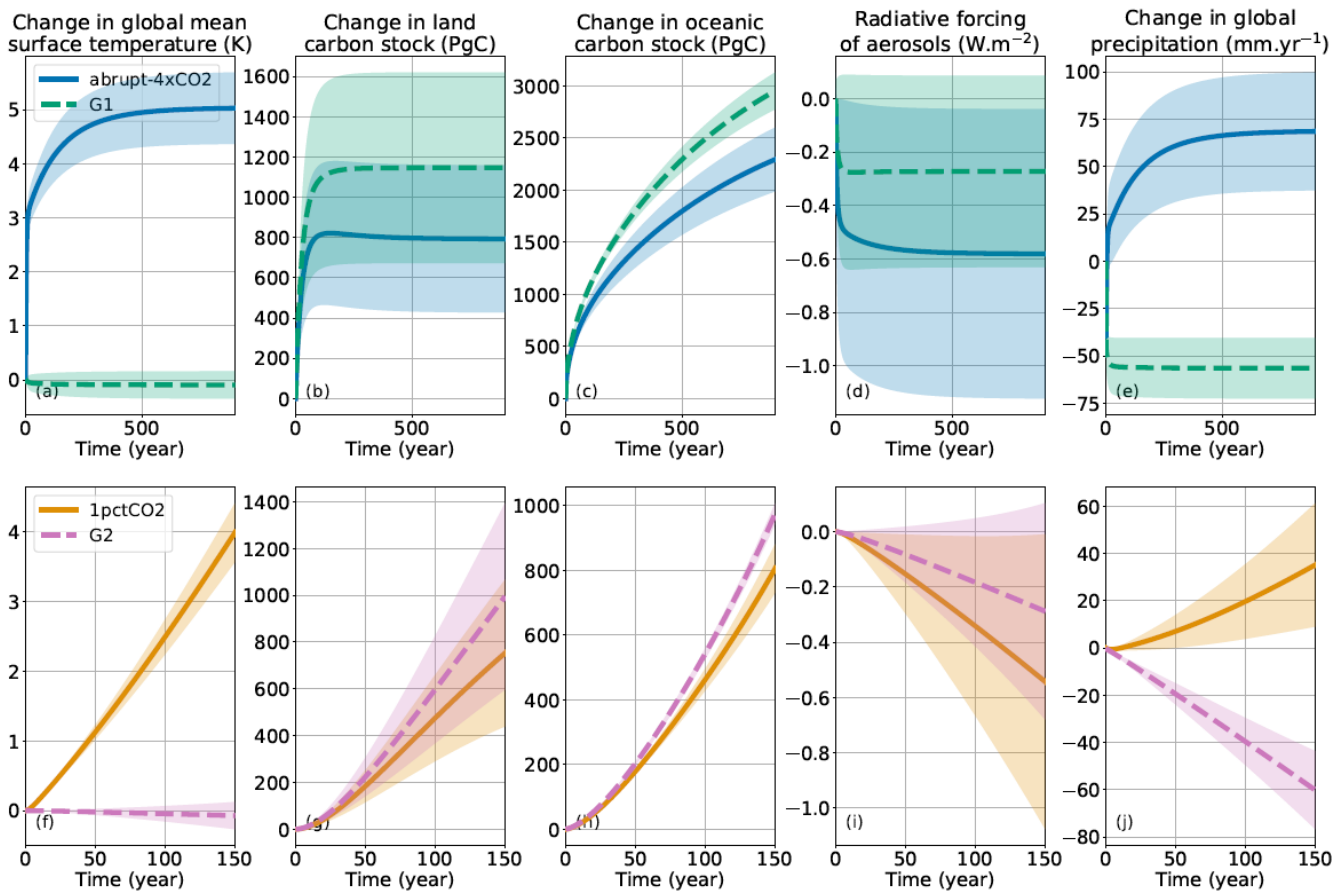 Change in global mean
surface temperature (K)
Change in land
carbon stock (PgC)
Change in oceanic
carbon stock (PgC)
Radiative forcing
of aerosols (W.m⁻²)
Change in global
precipitation (mm.yr⁻¹)
abrupt-4xCO2
G1
5
4
3
2
1
0
(a)
0
500
Time (year)
1600
1400
1200
1000
800
600
400
200
0
(b)
0
500
Time (year)
3000
2500
2000
1500
1000
500
0
(c)
0
500
Time (year)
0.0
−0.2
−0.4
−0.6
−0.8
−1.0
(d)
0
500
Time (year)
100
75
50
25
0
−25
−50
−75
(e)
0
500
Time (year)
1pctCO2
G2
4
3
2
1
0
(f)
0
50
100
150
Time (year)
1400
1200
1000
800
600
400
200
0
(g)
0
50
100
150
Time (year)
1000
800
600
400
200
0
(h)
0
50
100
150
Time (year)
0.0
−0.2
−0.4
−0.6
−0.8
−1.0
(i)
0
50
100
150
Time (year)
60
40
20
0
−20
−40
−60
−80
(j)
0
50
100
150
Time (year)